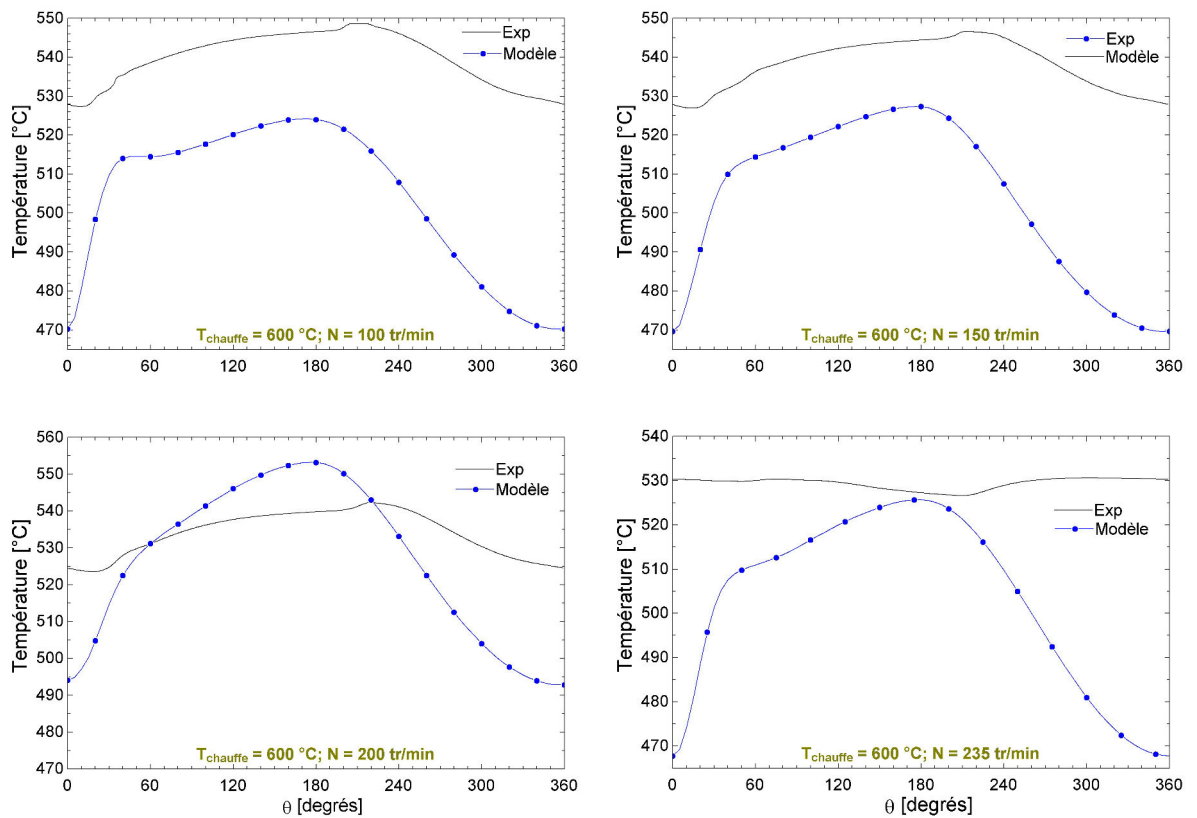 550
540
530
520
510
500
490
480
470
Température [°C]
Exp
Modèle
T chauffe = 600 °C; N = 100 tr/min
0 60 120 180 240 300 360
550
540
530
520
510
500
490
480
470
Température [°C]
Exp
Modèle
T chauffe = 600 °C; N = 150 tr/min
0 60 120 180 240 300 360
560
550
540
530
520
510
500
490
480
470
Température [°C]
Exp
Modèle
T chauffe = 600 °C; N = 200 tr/min
0 60 120 180 240 300 360
θ [degrés]
540
530
520
510
500
490
480
470
Température [°C]
Exp
Modèle
T chauffe = 600 °C; N = 235 tr/min
0 60 120 180 240 300 360
θ [degrés]